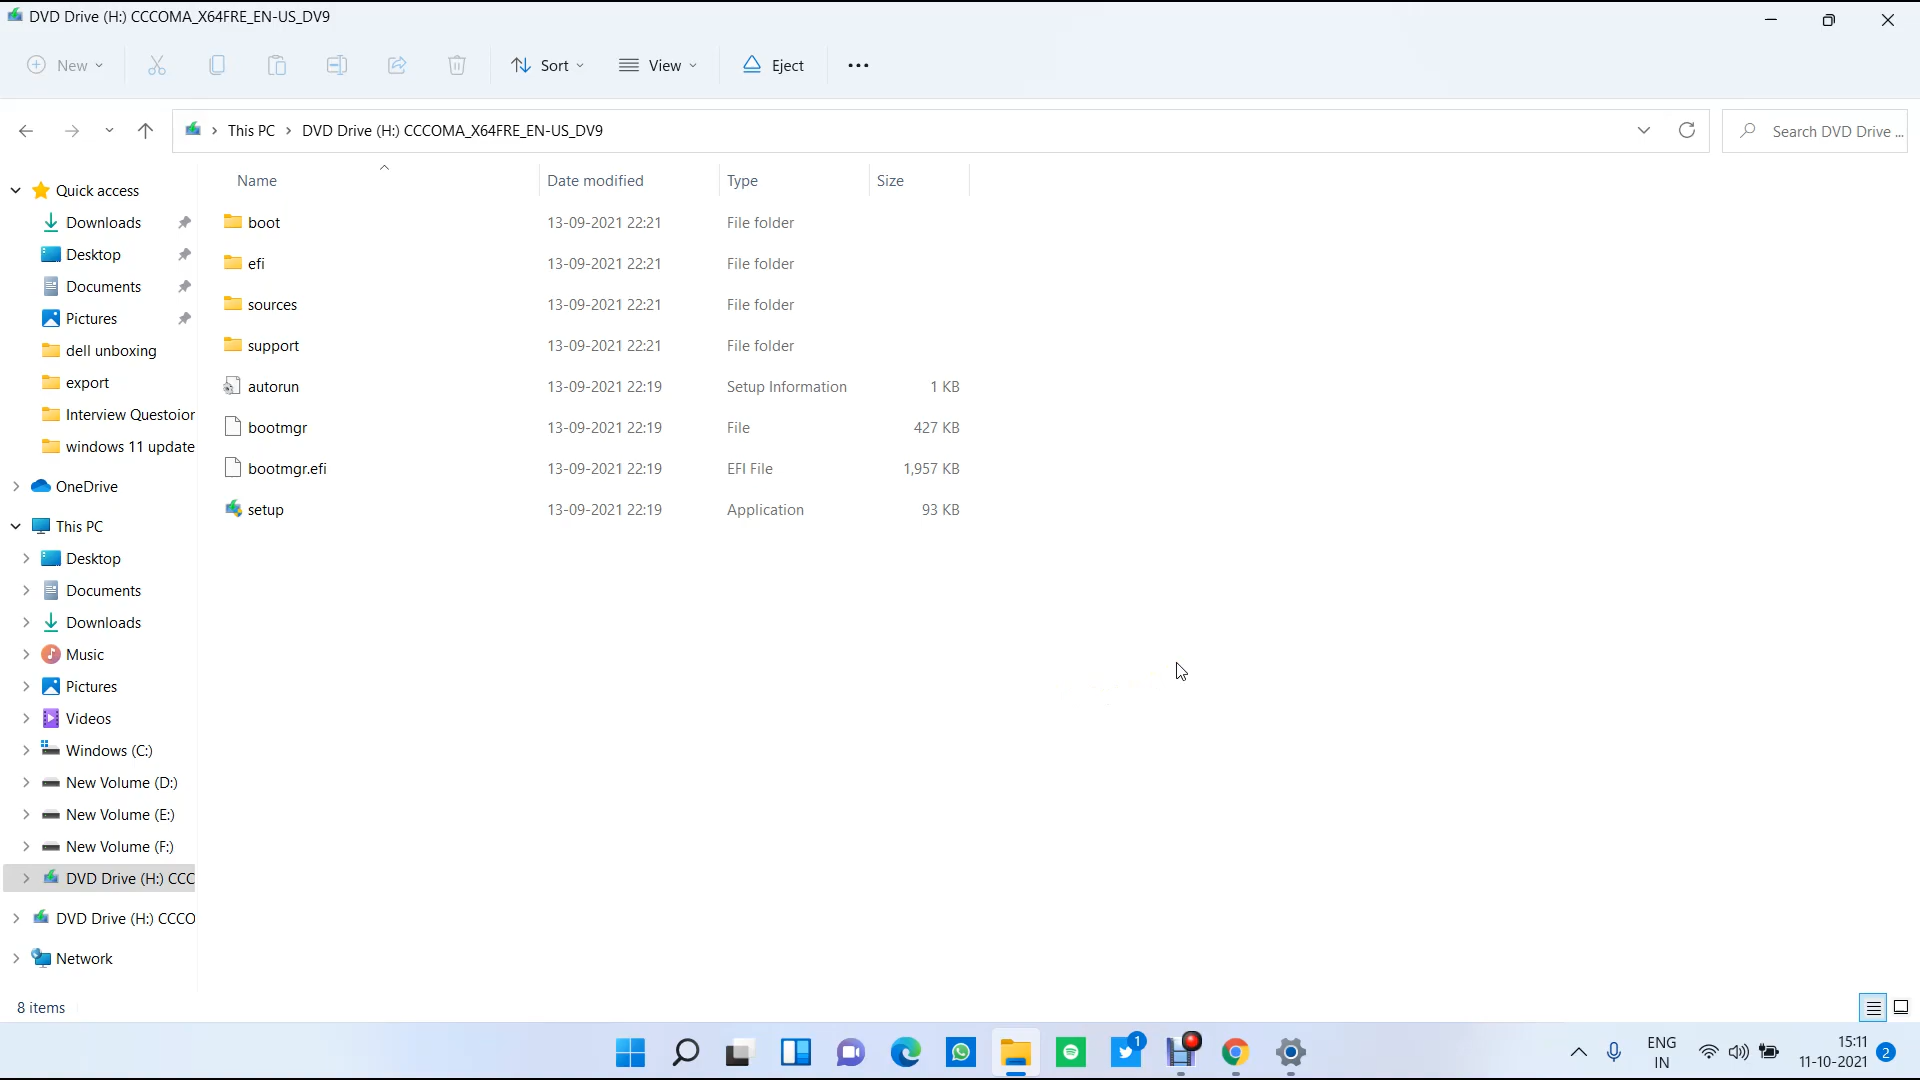 DVD Drive (H:) CCCOMA_X64FRE_EN-US_DV9
New
Sort
View
Eject
This PC > DVD Drive (H:) CCCOMA_X64FRE_EN-US_DV9
Search DVD Drive ...
Name Date modified Type Size
boot 13-09-2021 22:21 File folder
efi 13-09-2021 22:21 File folder
sources 13-09-2021 22:21 File folder
support 13-09-2021 22:21 File folder
autorun 13-09-2021 22:19 Setup Information 1 KB
bootmgr 13-09-2021 22:19 File 427 KB
bootmgr.efi 13-09-2021 22:19 EFI File 1,957 KB
setup 13-09-2021 22:19 Application 93 KB
Quick access
Downloads
Desktop
Documents
Pictures
dell unboxing
export
Interview Questoior
windows 11 update
OneDrive
This PC
Desktop
Documents
Downloads
Music
Pictures
Videos
Windows (C:)
New Volume (D:)
New Volume (E:)
New Volume (F:)
DVD Drive (H:) CCC
DVD Drive (H:) CCCO
Network
8 items
1
ENG
IN
15:11
11-10-2021
2